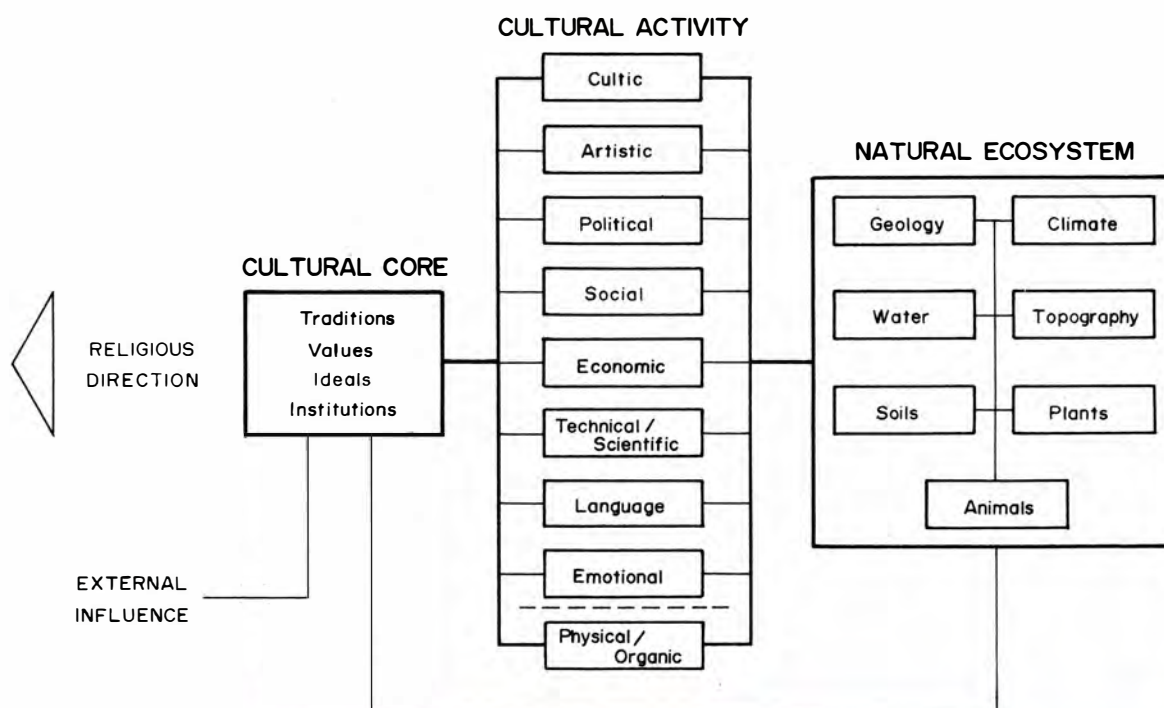 CULTURAL ACTIVITY
Cultic
Artistic
Political
Social
Economic
Technical /
Scientific
Language
Emotional
Physical /
Organic
NATURAL ECOSYSTEM
Geology
Climate
Water
Topography
Soils
Plants
Animals
CULTURAL CORE
Traditions
Values
Ideals
Institutions
RELIGIOUS
DIRECTION
EXTERNAL
INFLUENCE